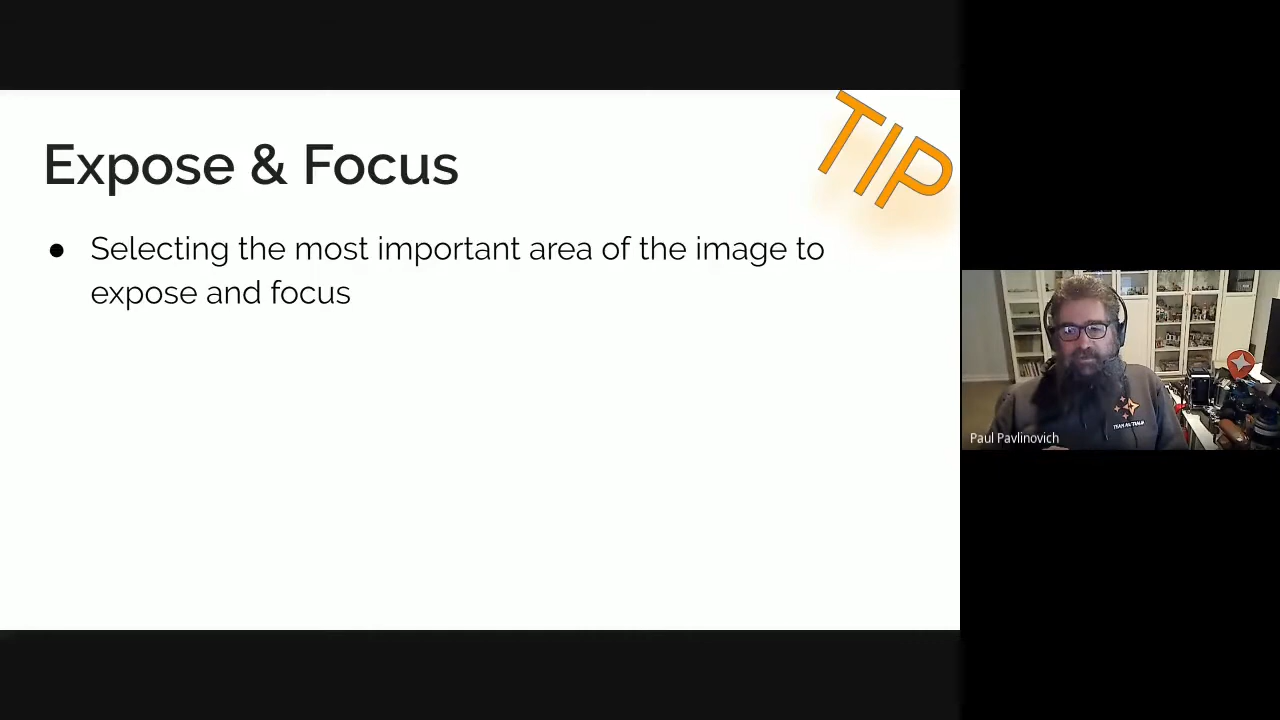 TIP
Expose & Focus
● Selecting the most important area of the image to
expose and focus
Paul Pavlinovich